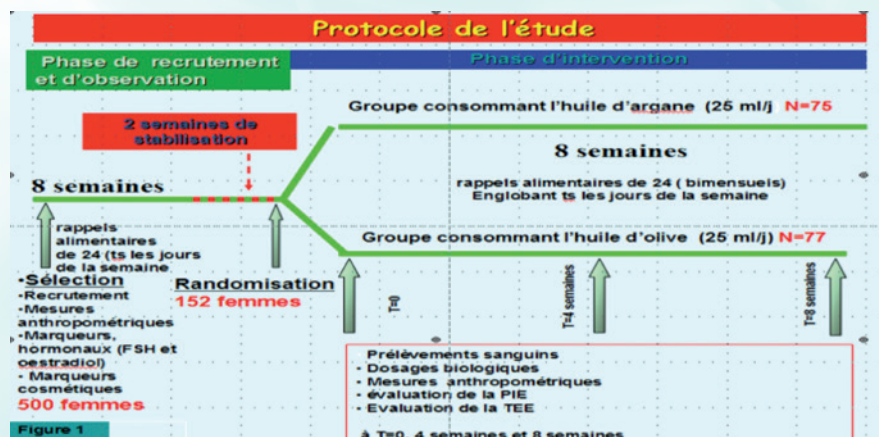 Protocole de l'étude
Phase de recrutement
et d'observation
Phase d'intervention
2 semaines de
stabilisation
8 semaines
rappels
alimentaires
de 24 (ts les jours
de la semaine
•Sélection
-Recrutement
-Mesures
anthropométriques
-Marqueurs,
hormonaux (FSH et
oestradiol)
- Marqueurs
cosmétiques
500 femmes
Randomisation
152 femmes
Groupe consommant l'huile d'argane (25 ml/j N=75
8 semaines
rappels alimentaires de 24 ( bimensuels)
Englobant ts les jours de la semaine
Groupe consommant l'huile d'olive (25 ml/j) N=77
T=0
T=4 semaines
T=8 semaines
- Prélèvements sanguins
- Dosages biologiques
- Mesures anthropométriques
- évaluation de la PIE
- Evaluation de la TEE
à T=0, 4 semaines et 8 semaines
Figure 1